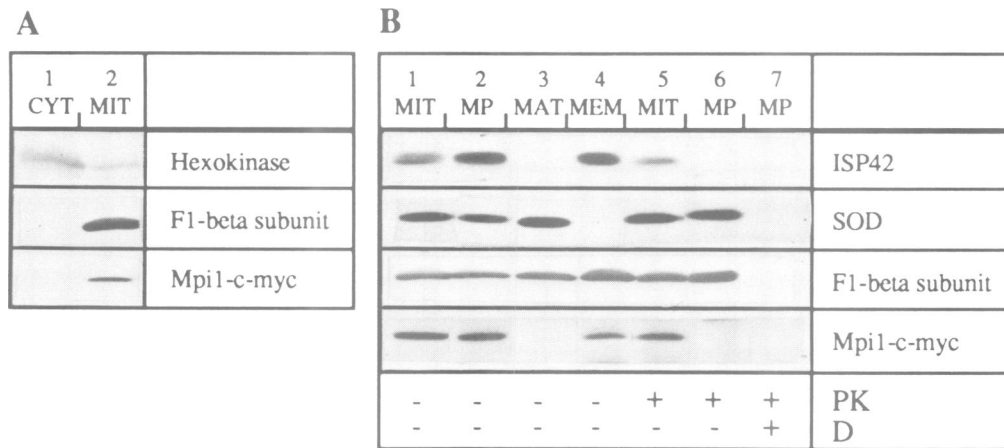 A
1 2
CYT MIT
Hexokinase
F1-beta subunit
Mpi1-c-myc
B
1 2 3 4 5 6 7
MIT MP MAT MEM MIT MP MP
ISP42
SOD
F1-beta subunit
Mpi1-c-myc
- - - - + + + PK
- - - - - - + D